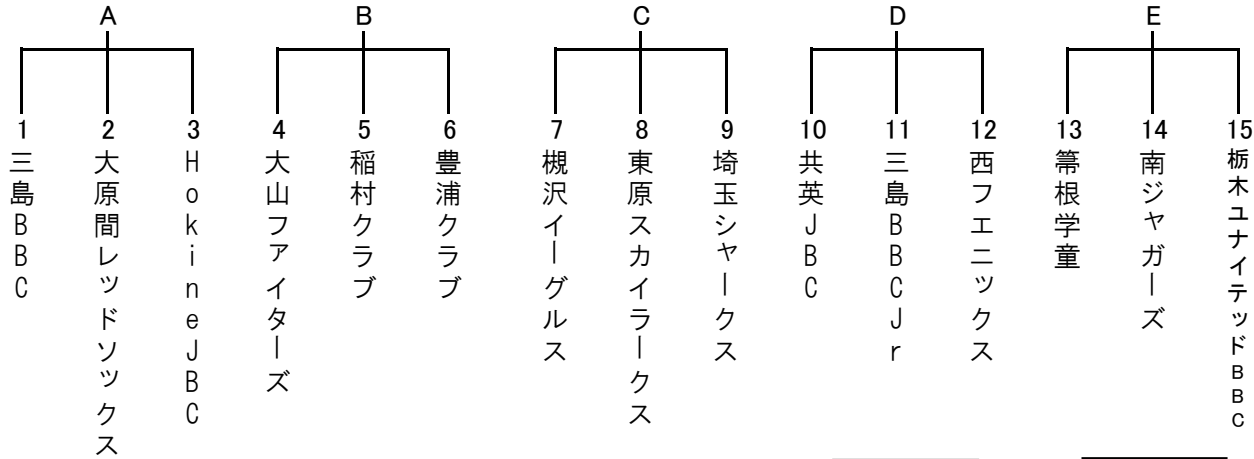 A
B
C
D
E
1
2
3
4
5
6
7
8
9
10
11
12
13
14
15
三島BBC
大原間レッドソックス
HokineJBC
大山ファイターズ
稲村クラブ
豊浦クラブ
槻沢イーグルス
東原スカイラークス
埼玉シャークス
共英JBC
三島BBCJr
西フエニックス
箒根学童
南ジャガーズ
栃木ユナイテッドBBC